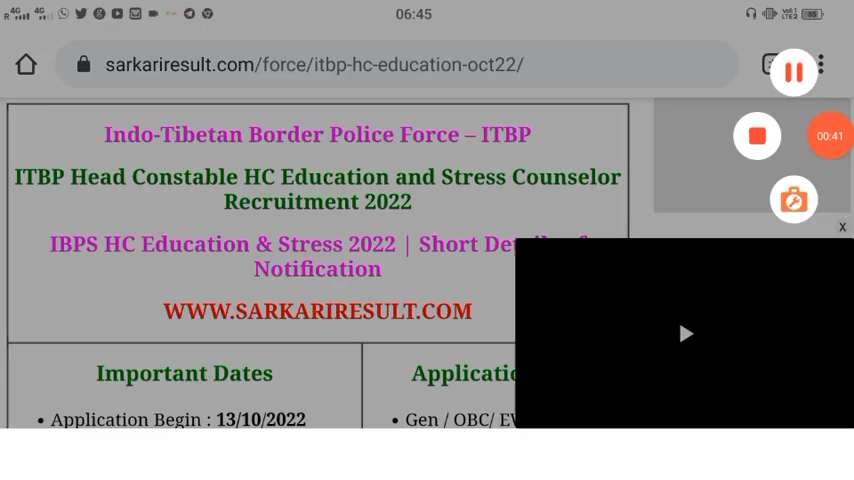 06:45
sarkariresult.com/force/itbp-hc-education-oct22/
00:41
Indo-Tibetan Border Police Force – ITBP
ITBP Head Constable HC Education and Stress Counselor
Recruitment 2022
X
IBPS HC Education & Stress 2022 | Short
Notification
WWW.SARKARIRESULT.COM
Important Dates
• Application Begin : 13/10/2022
• Gen / OBC/